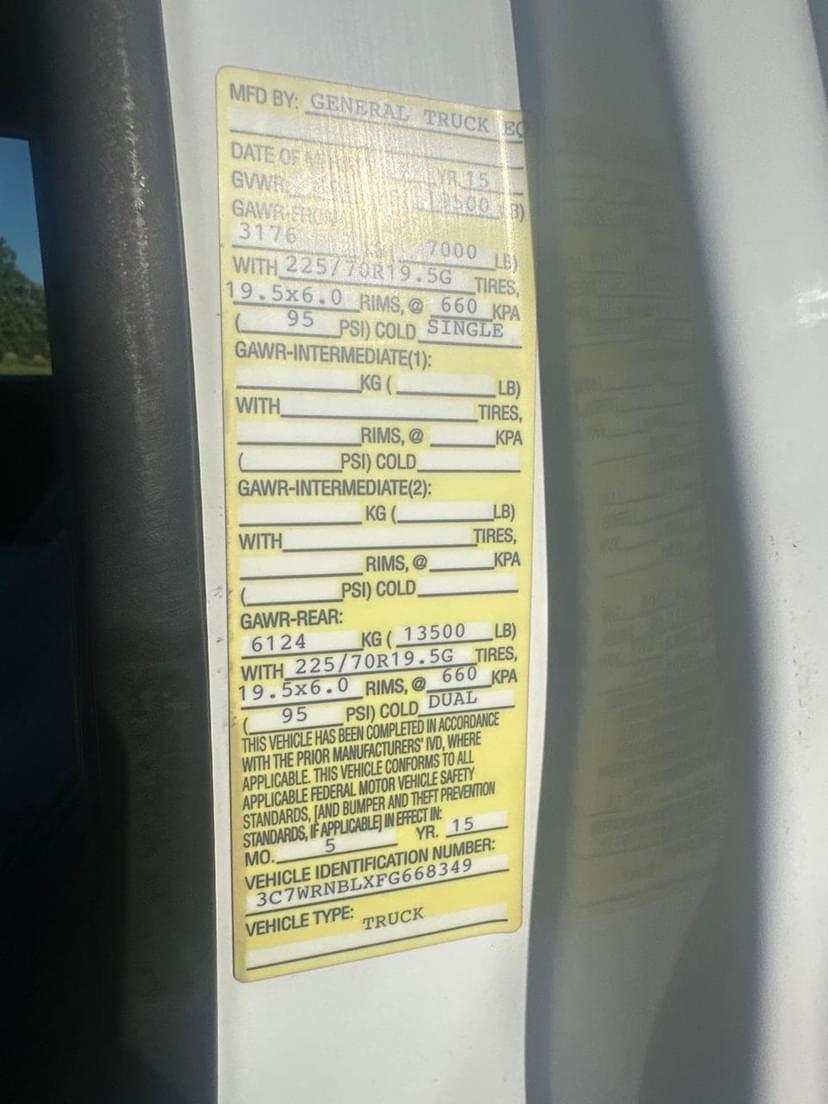 MFD BY: GENERAL TRUCK EQ
DATE OF YR 15
GVWR 19500 LB)
GAWR-FRONT
3176 KG ( 7000 LB)
WITH 225/70R19.5G TIRES,
19.5x6.0 RIMS, @ 660 KPA
( 95 PSI) COLD SINGLE
GAWR-INTERMEDIATE(1):
KG ( LB)
WITH TIRES,
RIMS, @ KPA
( PSI) COLD
GAWR-INTERMEDIATE(2):
KG ( LB)
WITH TIRES,
RIMS, @ KPA
( PSI) COLD
GAWR-REAR:
6124 KG ( 13500 LB)
WITH 225/70R19.5G TIRES,
19.5x6.0 RIMS, @ 660 KPA
( 95 PSI) COLD DUAL
THIS VEHICLE HAS BEEN COMPLETED IN ACCORDANCE
WITH THE PRIOR MANUFACTURERS' IVD, WHERE
APPLICABLE. THIS VEHICLE CONFORMS TO ALL
APPLICABLE FEDERAL MOTOR VEHICLE SAFETY
STANDARDS, [AND BUMPER AND THEFT PREVENTION
STANDARDS, IF APPLICABLE] IN EFFECT IN:
MO. 5 YR. 15
VEHICLE IDENTIFICATION NUMBER:
3C7WRNBLXFG668349
VEHICLE TYPE: TRUCK